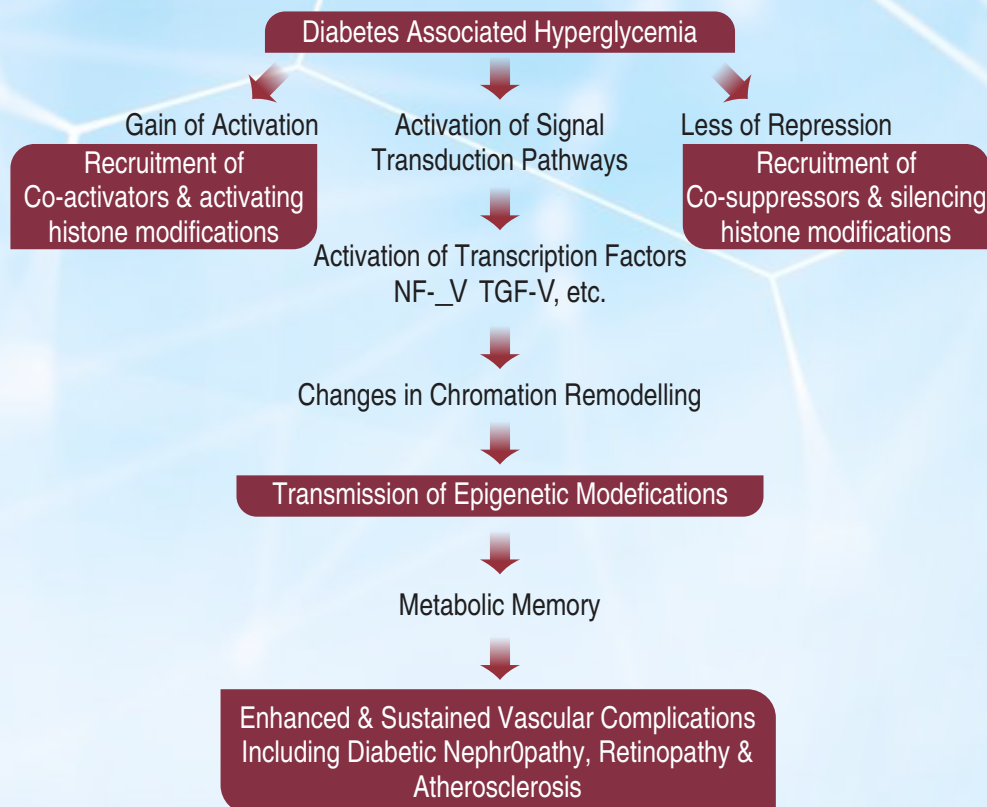 Diabetes Associated Hyperglycemia
Gain of Activation
Recruitment of
Co-activators & activating
histone modifications
Activation of Signal
Transduction Pathways
Less of Repression
Recruitment of
Co-suppressors & silencing
histone modifications
Activation of Transcription Factors
NF-_V TGF-V, etc.
Changes in Chromation Remodelling
Transmission of Epigenetic Modefications
Metabolic Memory
Enhanced & Sustained Vascular Complications
Including Diabetic Nephr0pathy, Retinopathy &
Atherosclerosis